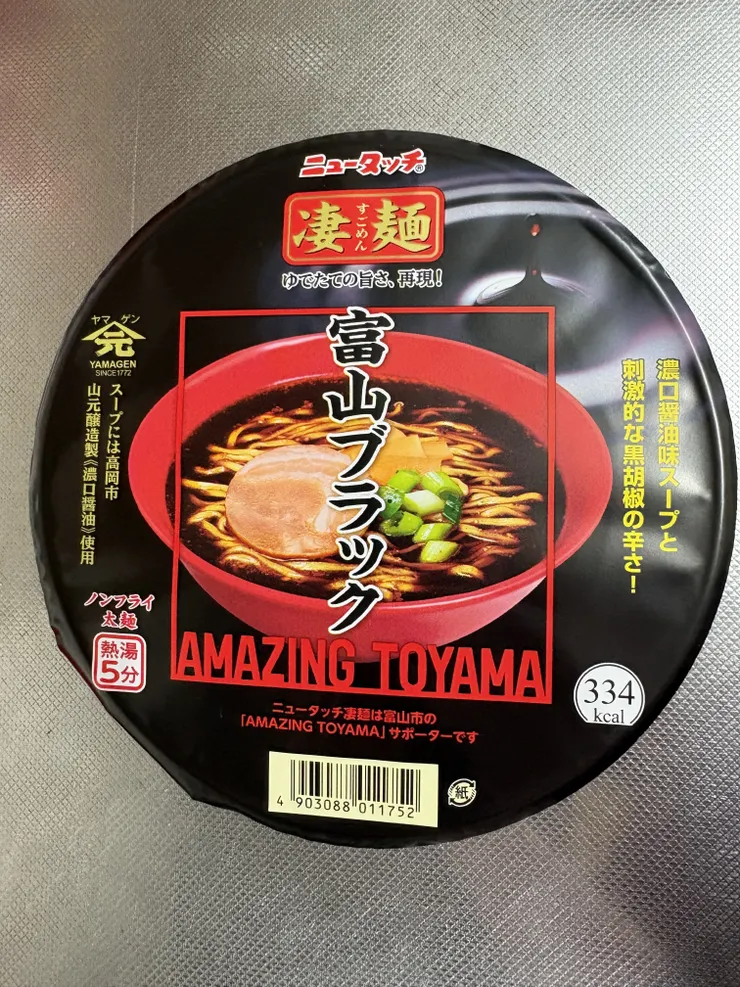 ニュータッチ®
凄麺
すごめん
ゆでたての旨さ、再現!
富山ブラック
ヤマゲン
元
YAMAGEN
SINCE1772
スープには高岡市
山元醸造製《濃口醤油》使用
濃口醤油味スープと
刺激的な黒胡椒の辛さ!
ノンフライ
太麺
熱湯
5分
AMAZING TOYAMA
334
kcal
ニュータッチ凄麺は富山市の
「AMAZING TOYAMA」サポーターです
4 903088 011752
紙